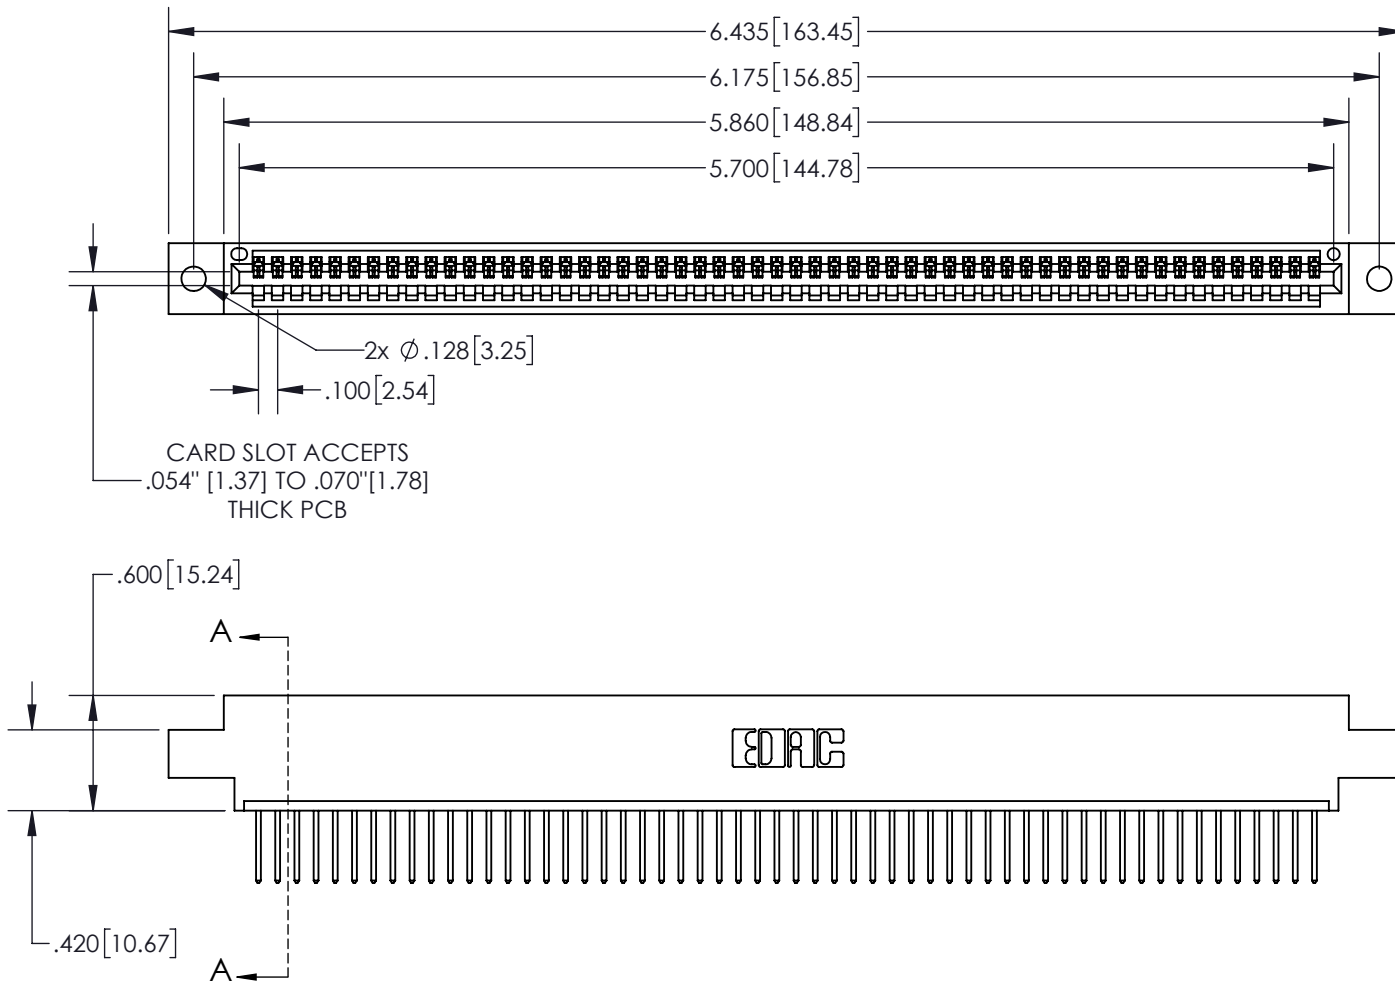 6.435[163.45]
6.175[156.85]
5.860[148.84]
5.700[144.78]
2x Ø.128[3.25]
.100[2.54]
CARD SLOT ACCEPTS
.054" [1.37] TO .070"[1.78]
THICK PCB
.600[15.24]
A
EDAC
.420[10.67]
A